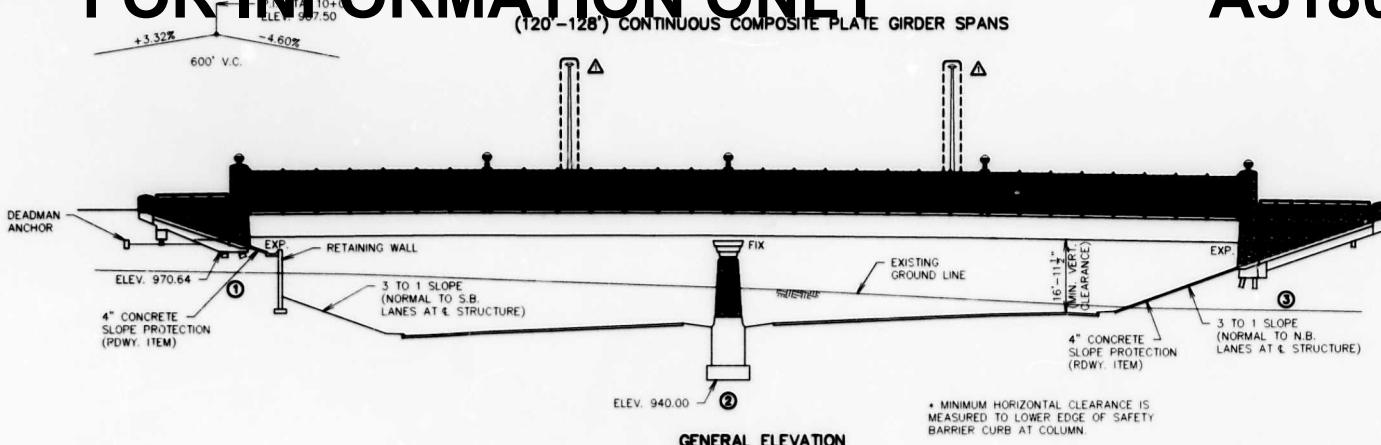 FOR INFORMATION ONLY
A5180
ELEV. 987.50
+3.32%
-4.60%
600' V.C.
(120'-128') CONTINUOUS COMPOSITE PLATE GIRDER SPANS
1
1
DEADMAN
ANCHOR
EXP.
RETAINING WALL
FIX
EXISTING
GROUND LINE
16'-11 1/2"
(MIN. VERT.
CLEARANCE)
EXP.
ELEV. 970.64
1
3 TO 1 SLOPE
(NORMAL TO S.B.
LANES AT ℄ STRUCTURE)
4" CONCRETE
SLOPE PROTECTION
(RDWY. ITEM)
3
3 TO 1 SLOPE
(NORMAL TO N.B.
LANES AT ℄ STRUCTURE)
4" CONCRETE
SLOPE PROTECTION
(RDWY. ITEM)
ELEV. 940.00
2
* MINIMUM HORIZONTAL CLEARANCE IS
MEASURED TO LOWER EDGE OF SAFETY
BARRIER CURB AT COLUMN.
GENERAL ELEVATION